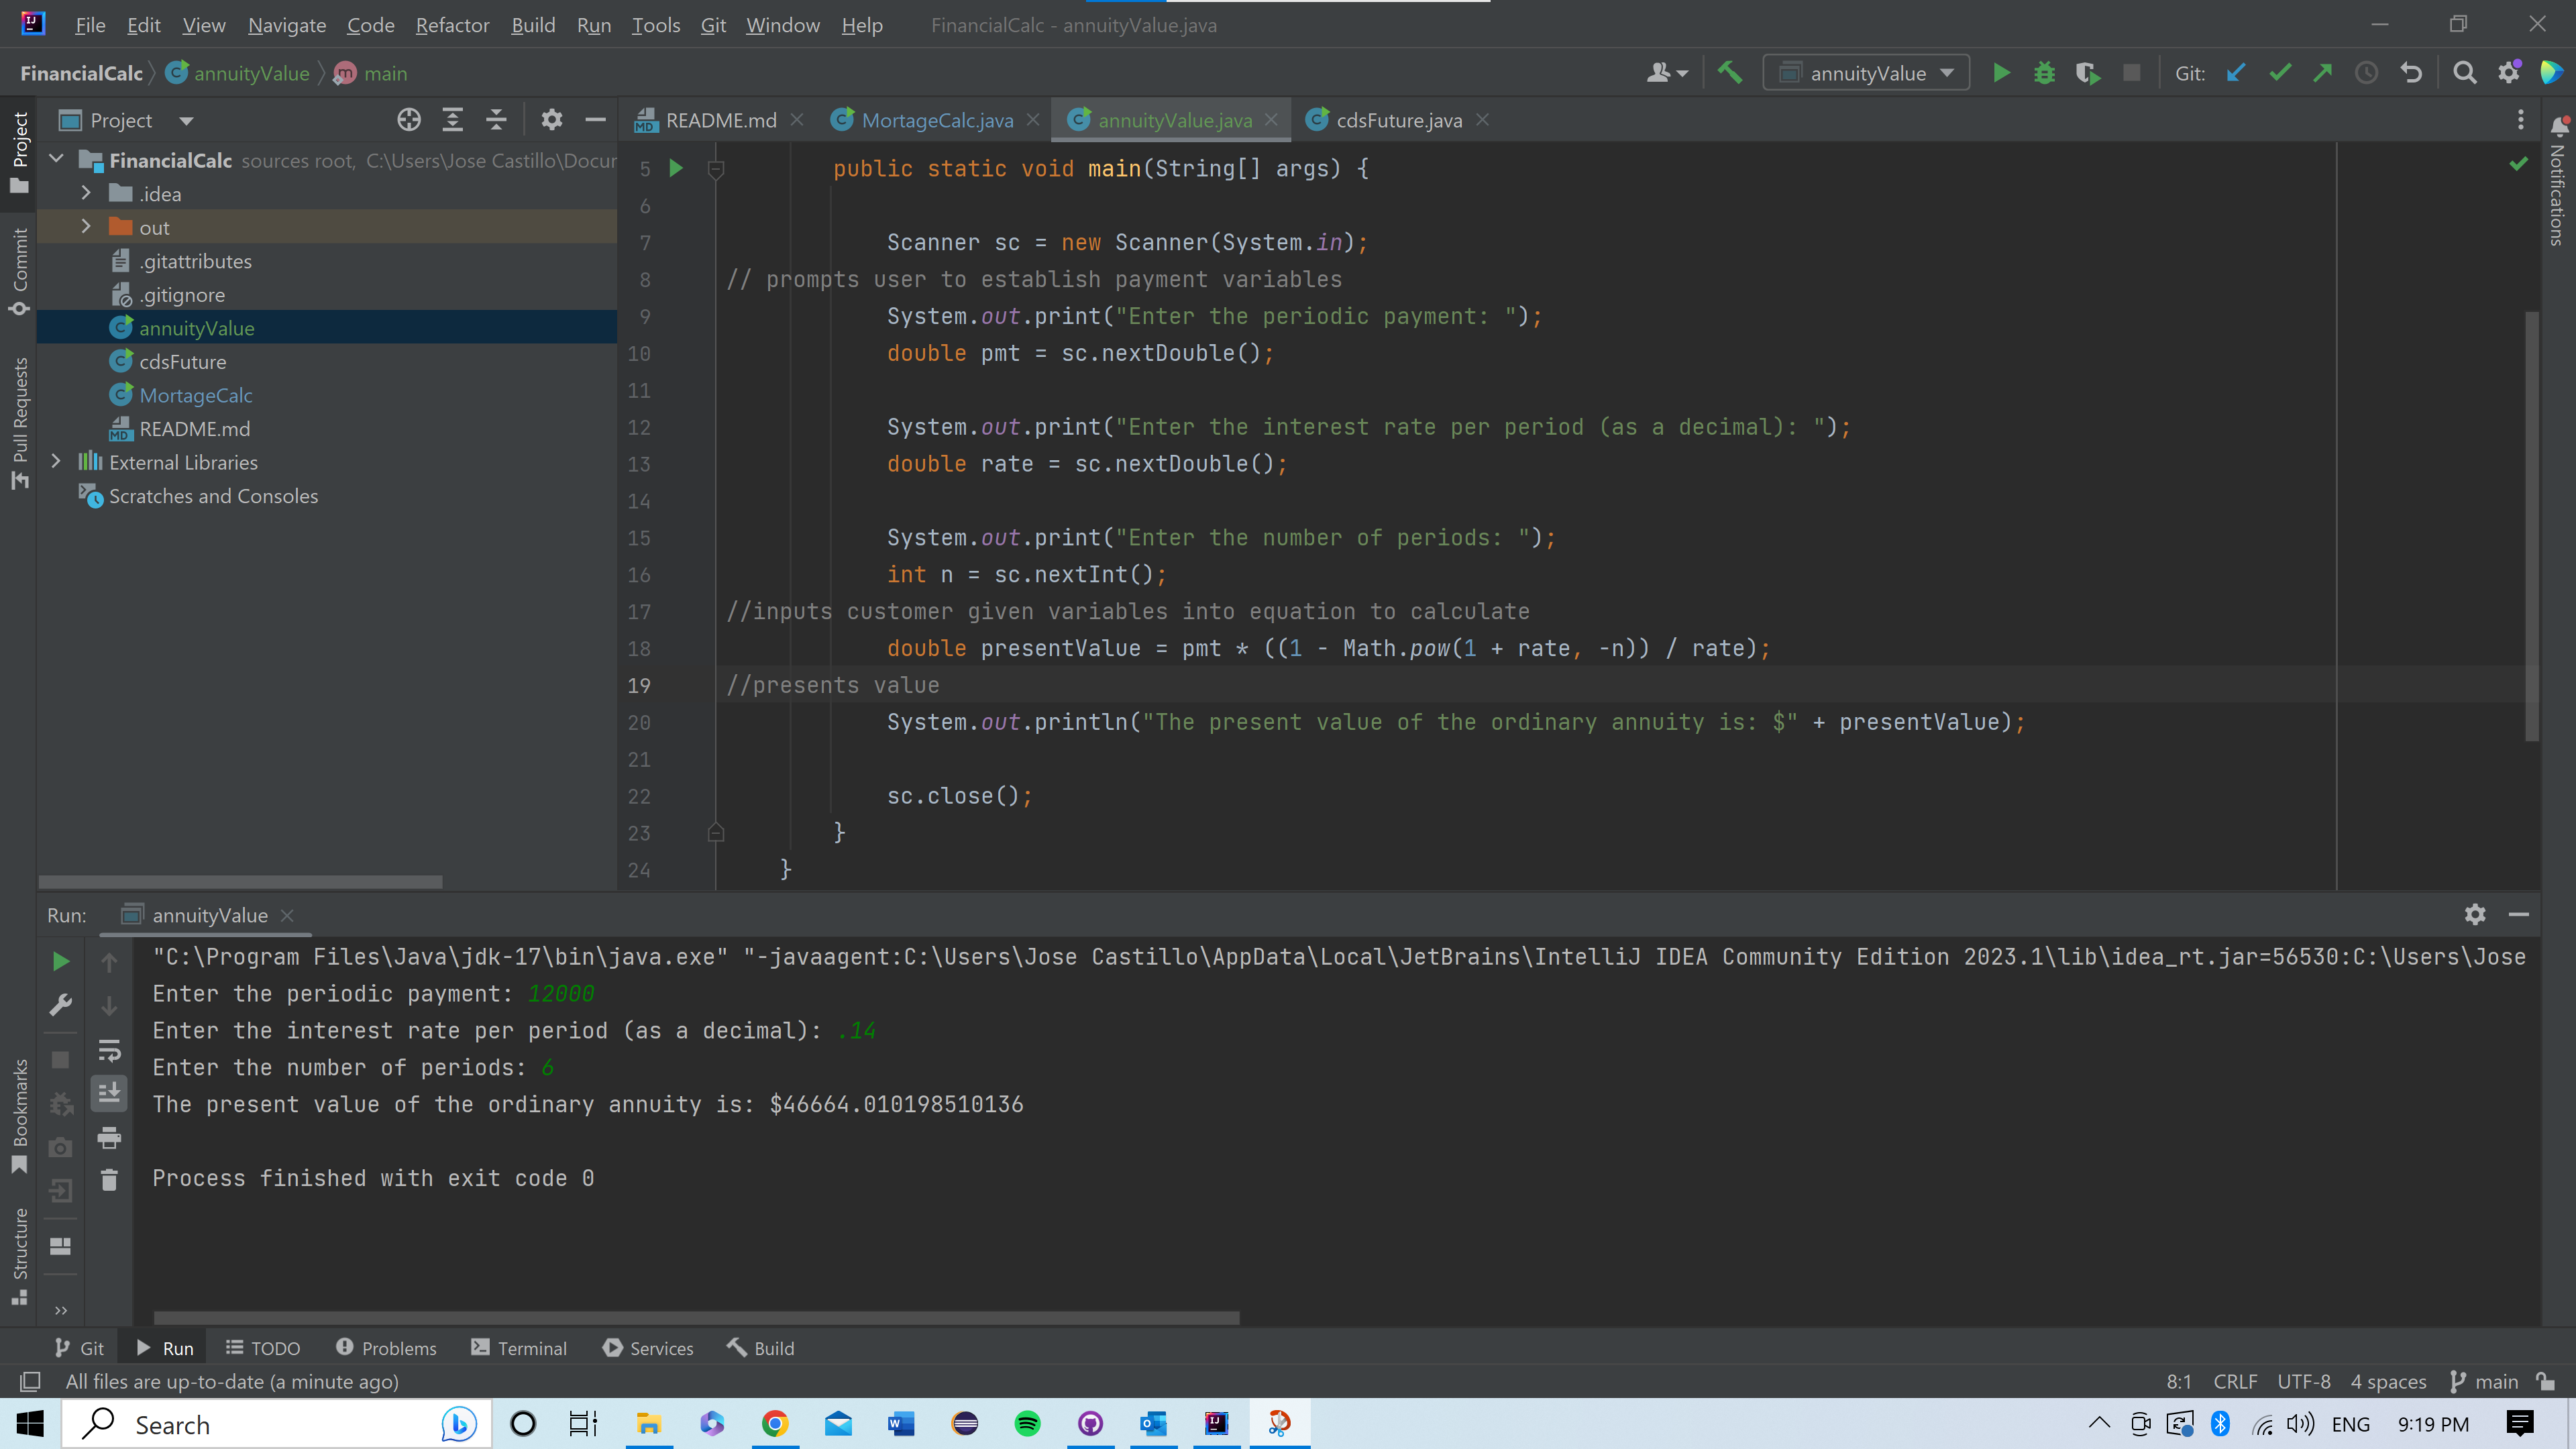 File Edit View Navigate Code Refactor Build Run Tools Git Window Help FinancialCalc - annuityValue.java
FinancialCalc annuityValue main annuityValue Git:
Project
README.md MortageCalc.java annuityValue.java cdsFuture.java
FinancialCalc sources root, C:\Users\Jose Castillo\Docur
.idea
out
.gitattributes
.gitignore
annuityValue
cdsFuture
MortageCalc
README.md
External Libraries
Scratches and Consoles
Project
Commit
Pull Requests
Bookmarks
Structure
Notifications
5 public static void main(String[] args) {
6
7 Scanner sc = new Scanner(System.in);
8 // prompts user to establish payment variables
9 System.out.print("Enter the periodic payment: ");
10 double pmt = sc.nextDouble();
11
12 System.out.print("Enter the interest rate per period (as a decimal): ");
13 double rate = sc.nextDouble();
14
15 System.out.print("Enter the number of periods: ");
16 int n = sc.nextInt();
17 //inputs customer given variables into equation to calculate
18 double presentValue = pmt * ((1 - Math.pow(1 + rate, -n)) / rate);
19 //presents value
20 System.out.println("The present value of the ordinary annuity is: $" + presentValue);
21
22 sc.close();
23 }
24 }
Run: annuityValue
"C:\Program Files\Java\jdk-17\bin\java.exe" "-javaagent:C:\Users\Jose Castillo\AppData\Local\JetBrains\IntelliJ IDEA Community Edition 2023.1\lib\idea_rt.jar=56530:C:\Users\Jose
Enter the periodic payment: 12000
Enter the interest rate per period (as a decimal): .14
Enter the number of periods: 6
The present value of the ordinary annuity is: $46664.010198510136
Process finished with exit code 0
Git Run TODO Problems Terminal Services Build
All files are up-to-date (a minute ago) 8:1 CRLF UTF-8 4 spaces main
Search ENG 9:19 PM